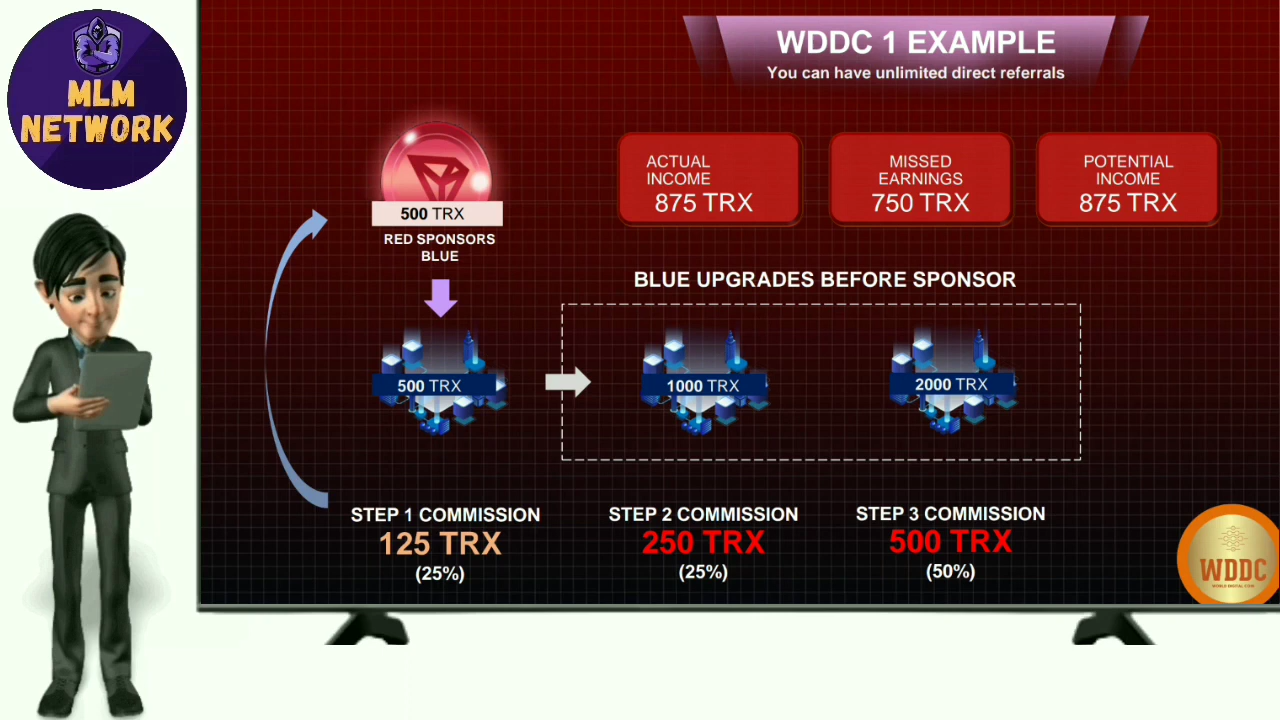 MLM
NETWORK
WDDC 1 EXAMPLE
You can have unlimited direct referrals
500 TRX
RED SPONSORS
BLUE
ACTUAL
INCOME
875 TRX
MISSED
EARNINGS
750 TRX
POTENTIAL
INCOME
875 TRX
BLUE UPGRADES BEFORE SPONSOR
500 TRX
1000 TRX
2000 TRX
STEP 1 COMMISSION
125 TRX
(25%)
STEP 2 COMMISSION
250 TRX
(25%)
STEP 3 COMMISSION
500 TRX
(50%)
WDDC
WORLD DIGITAL COIN